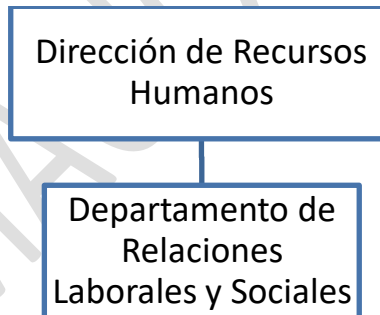 Dirección de Recursos
Humanos
Departamento de
Relaciones
Laborales y Sociales